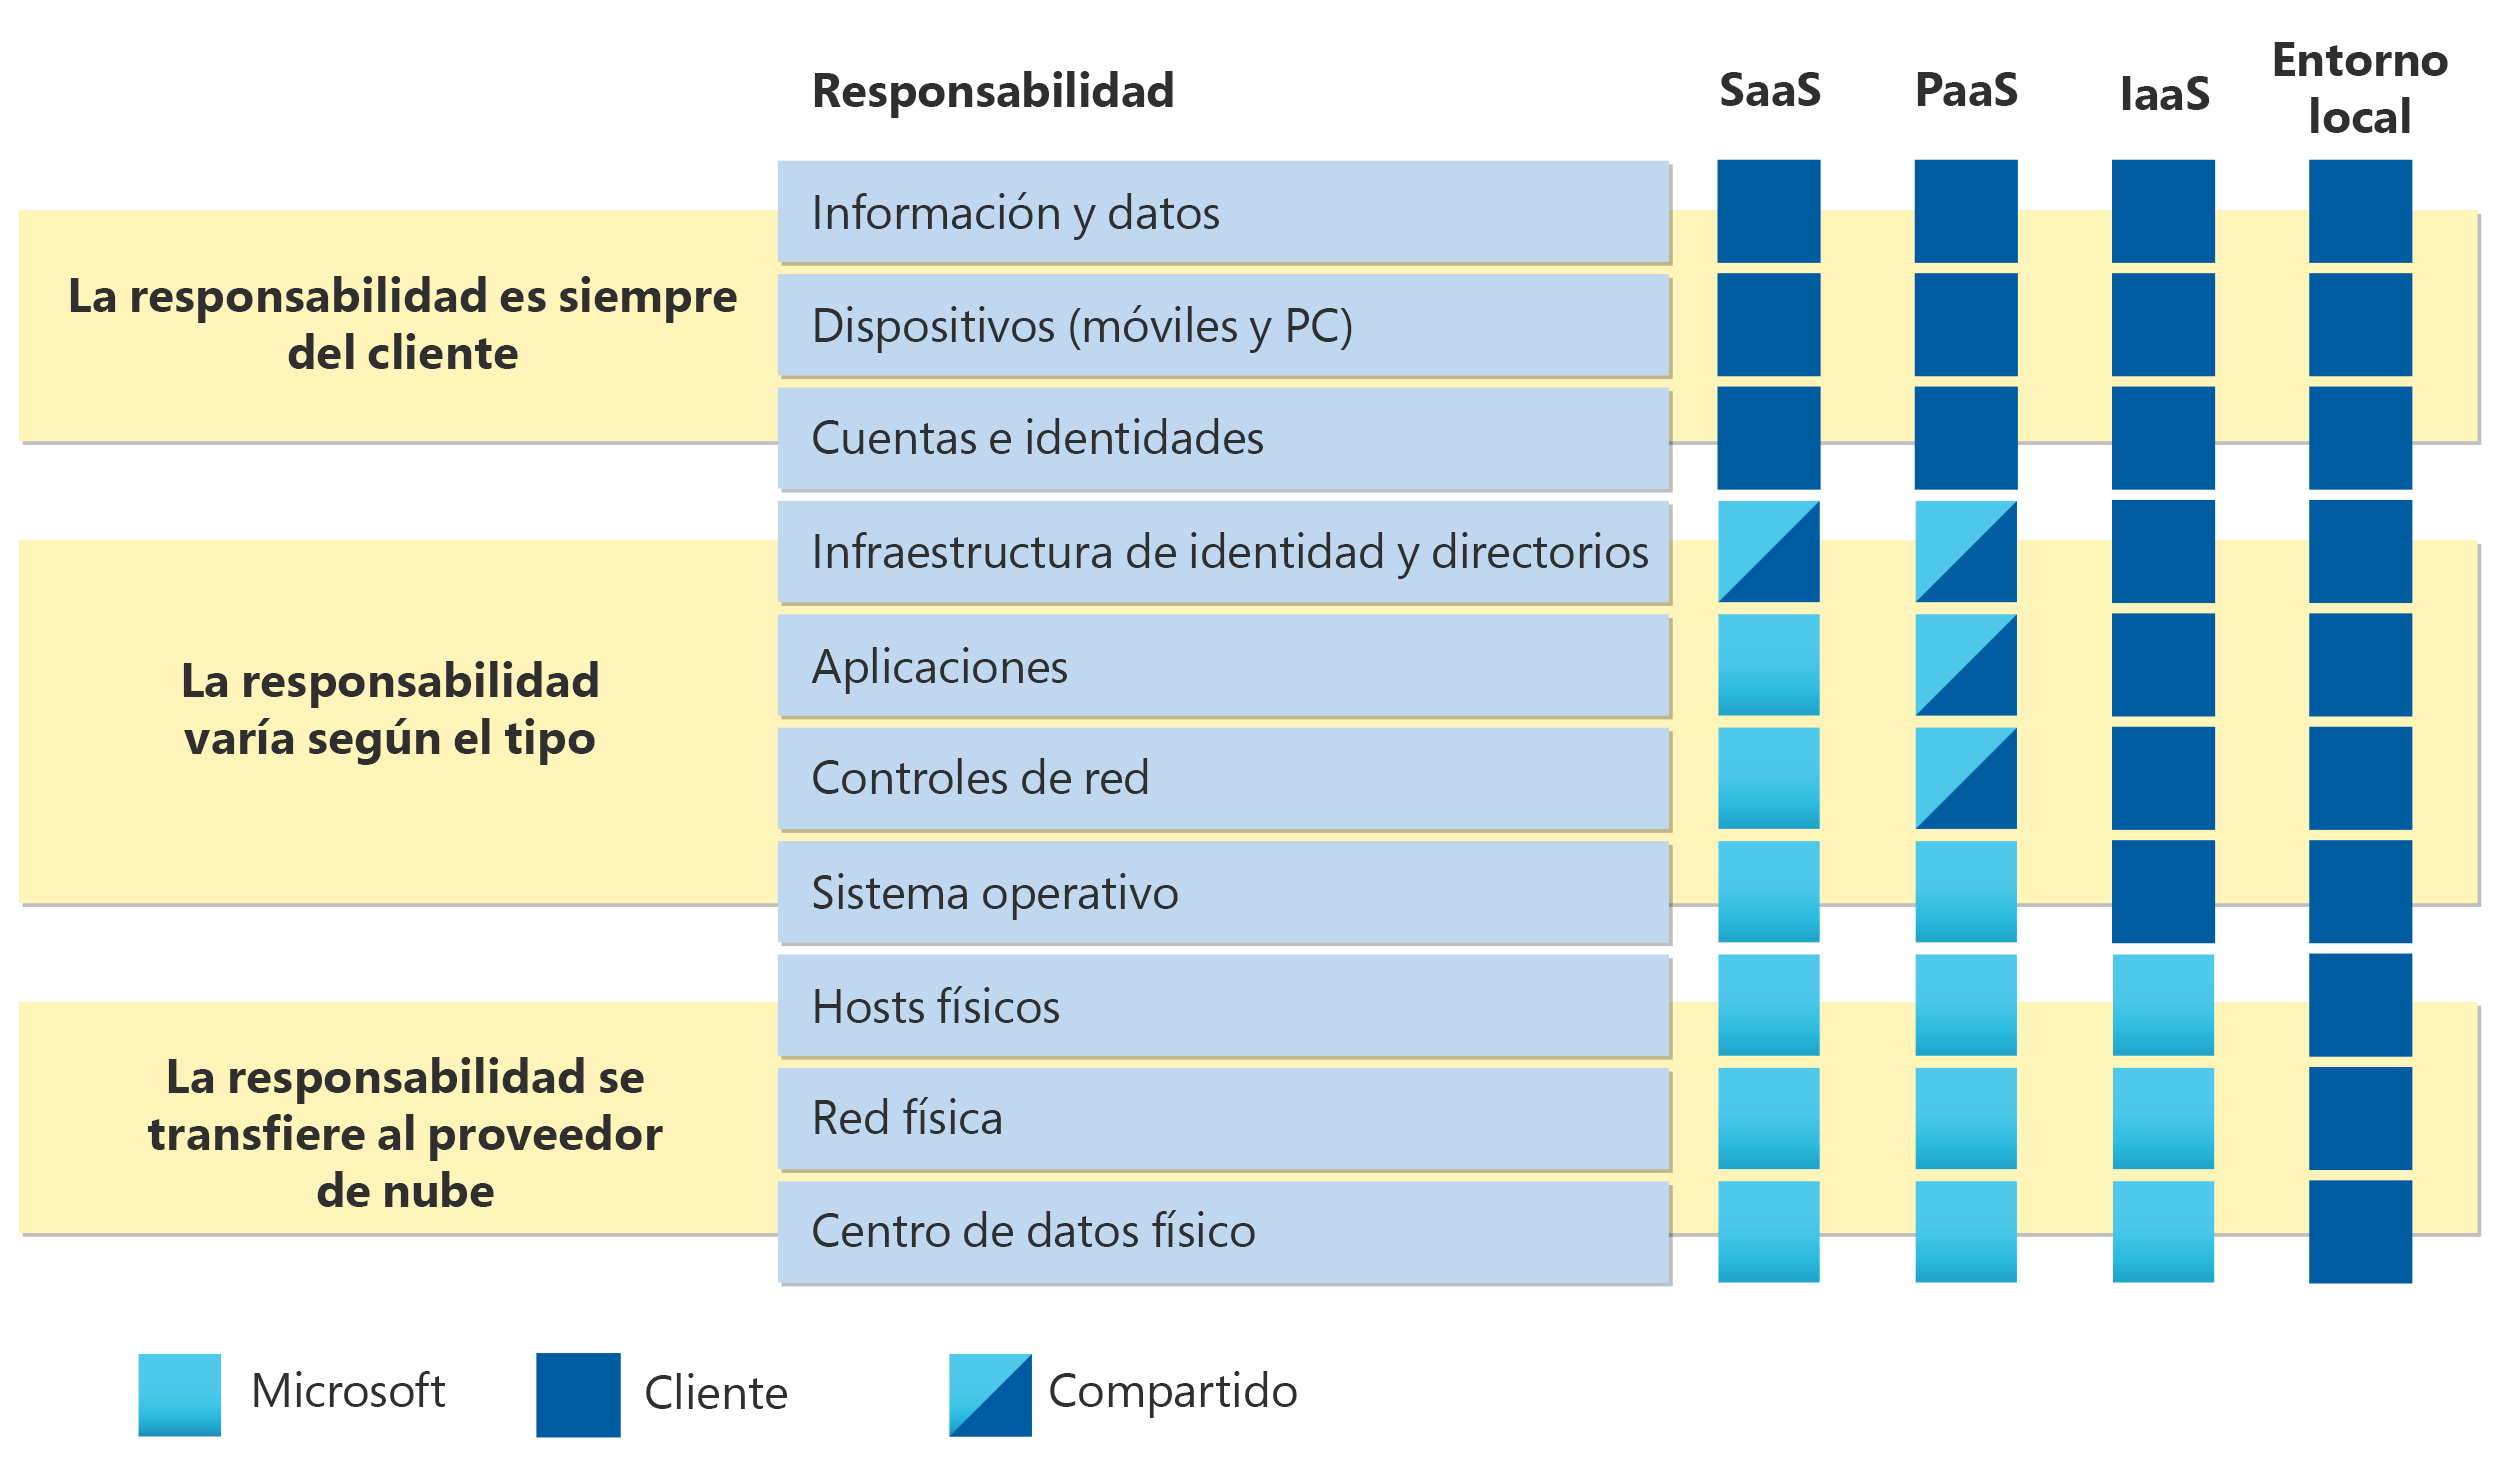 Responsabilidad
SaaS
PaaS
IaaS
Entorno
local
La responsabilidad es siempre
del cliente
Información y datos
Dispositivos (móviles y PC)
Cuentas e identidades
La responsabilidad
varía según el tipo
Infraestructura de identidad y directorios
Aplicaciones
Controles de red
Sistema operativo
La responsabilidad se
transfiere al proveedor
de nube
Hosts físicos
Red física
Centro de datos físico
Microsoft
Cliente
Compartido